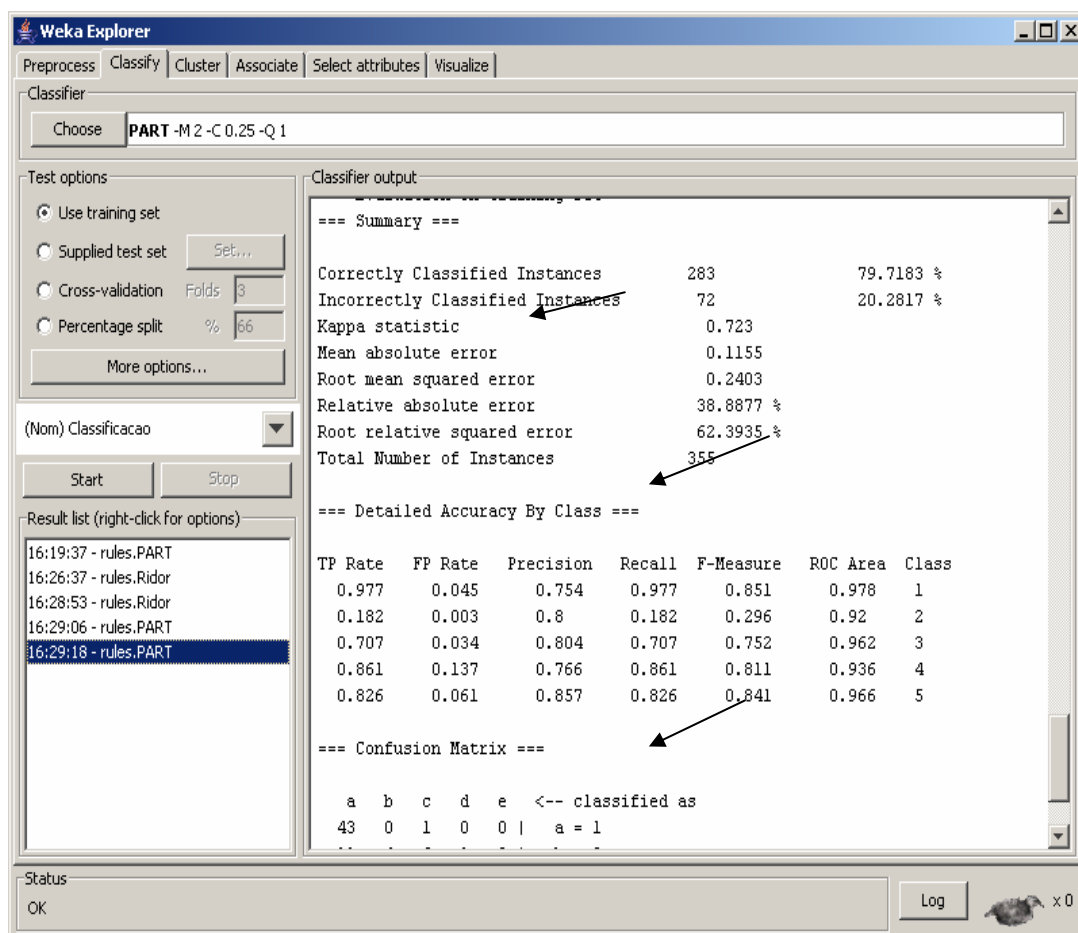 Weka Explorer
Preprocess Classify Cluster Associate Select attributes Visualize
Classifier
Choose PART -M 2 -C 0.25 -Q 1
Test options
Use training set
Supplied test set Set...
Cross-validation Folds 3
Percentage split % 66
More options...
(Nom) Classificacao
Start Stop
Result list (right-click for options)
16:19:37 - rules.PART
16:26:37 - rules.Ridor
16:28:53 - rules.Ridor
16:29:06 - rules.PART
16:29:18 - rules.PART
Classifier output
=== Summary ===
Correctly Classified Instances 283 79.7183 %
Incorrectly Classified Instances 72 20.2817 %
Kappa statistic 0.723
Mean absolute error 0.1155
Root mean squared error 0.2403
Relative absolute error 38.8877 %
Root relative squared error 62.3935 %
Total Number of Instances 355
=== Detailed Accuracy By Class ===
TP Rate FP Rate Precision Recall F-Measure ROC Area Class
0.977 0.045 0.754 0.977 0.851 0.978 1
0.182 0.003 0.8 0.182 0.296 0.92 2
0.707 0.034 0.804 0.707 0.752 0.962 3
0.861 0.137 0.766 0.861 0.811 0.936 4
0.826 0.061 0.857 0.826 0.841 0.966 5
=== Confusion Matrix ===
a b c d e <-- classified as
43 0 1 0 0 | a = 1
Status
OK
Log x 0